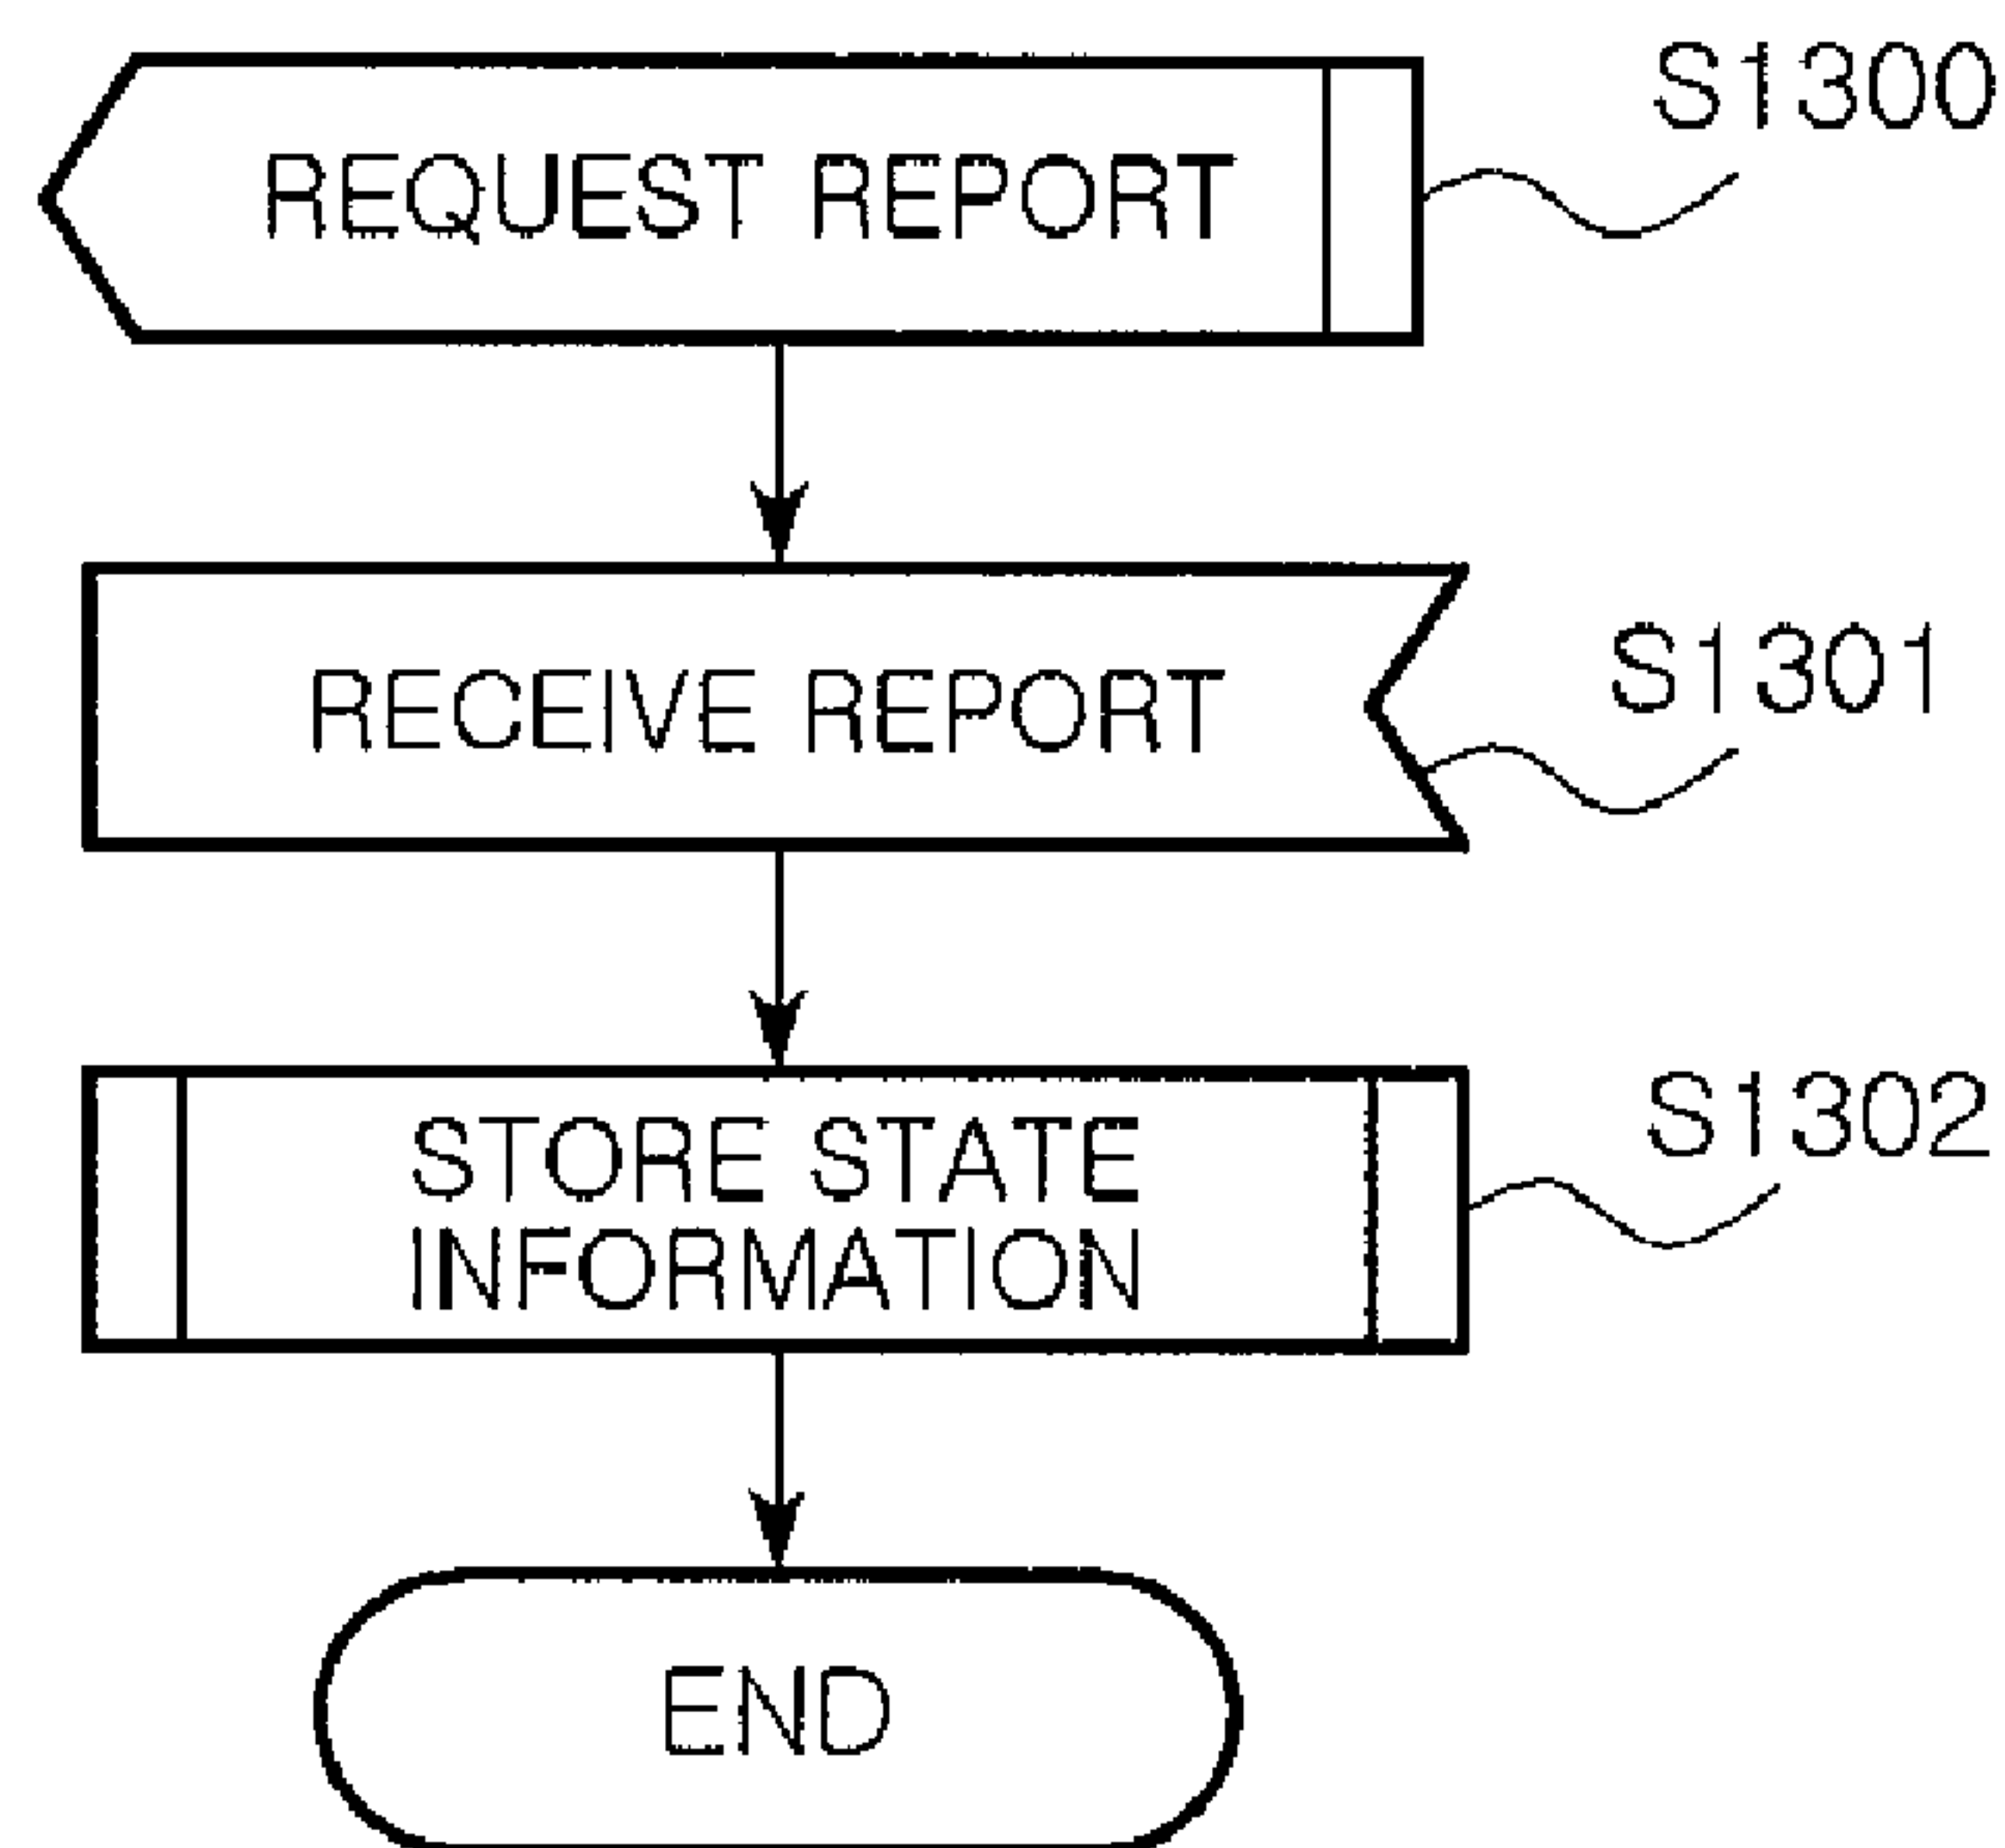 REQUEST REPORT
S1300
RECEIVE REPORT
S1301
STORE STATE
INFORMATION
S1302
END